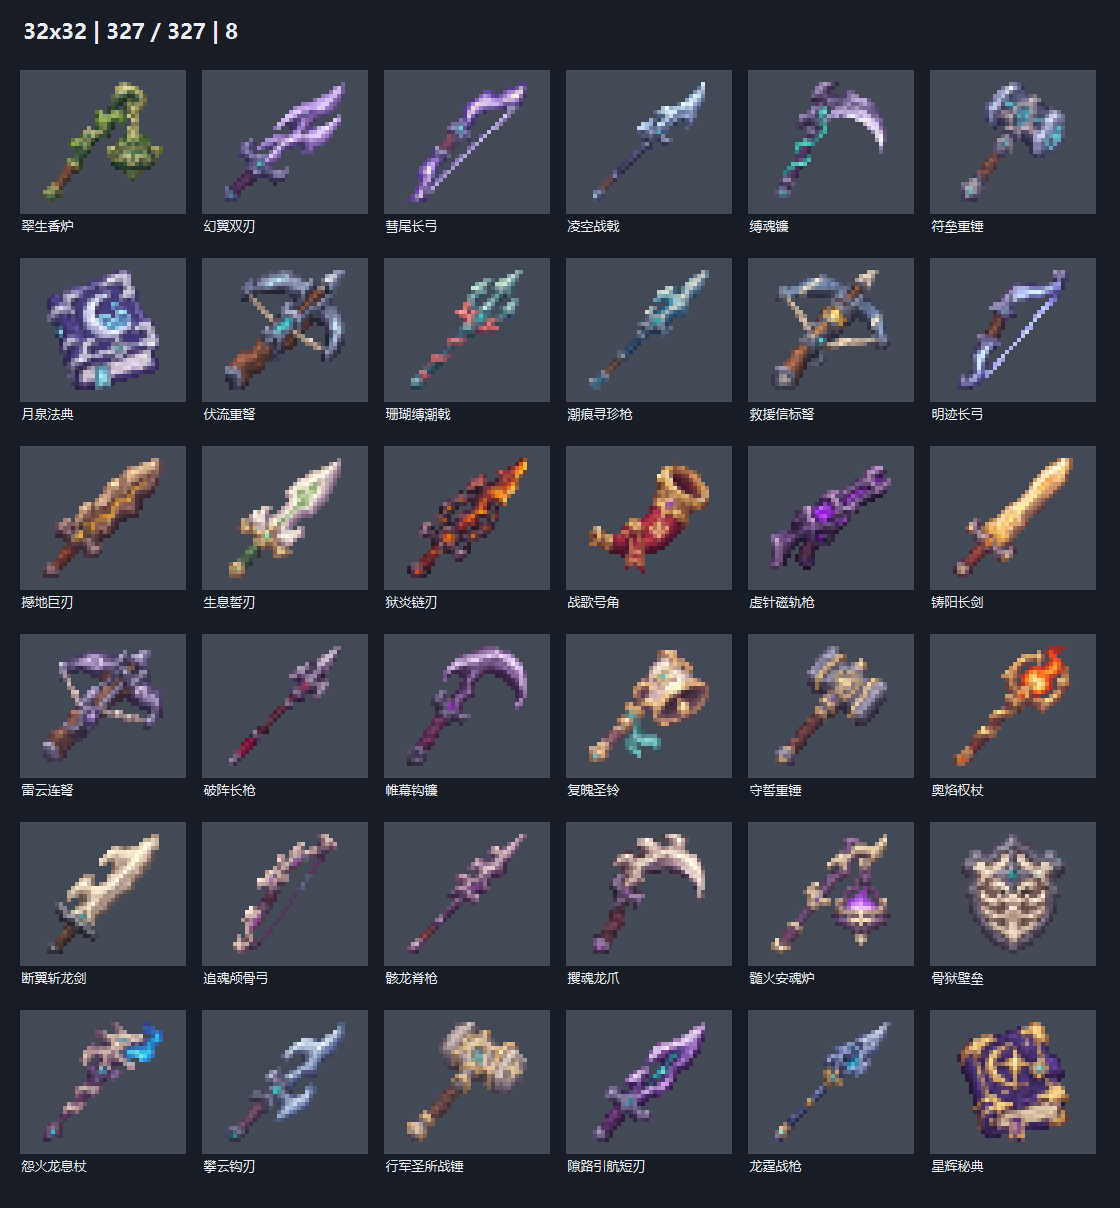 32x32 | 327 / 327 | 8
翠生香炉
幻翼双刃
彗尾长弓
凌空战戟
缚魂镰
符垒重锤
月泉法典
伏流重弩
珊瑚缚潮戟
潮痕寻珍枪
救援信标弩
明迹长弓
撼地巨刃
生息誓刃
狱炎链刃
战歌号角
虚针磁轨枪
铸阳长剑
雷云连弩
破阵长枪
帷幕钩镰
复魄圣铃
守誓重锤
奥焰权杖
断翼斩龙剑
追魂颅骨弓
骸龙脊枪
摄魂龙爪
髓火安魂炉
骨狱壁垒
怨火龙息杖
攀云钩刃
行军圣所战锤
隙路引航短刃
龙霆战枪
星辉秘典